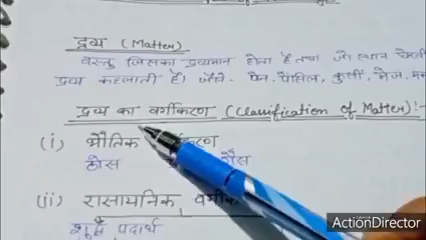 द्रव्य (Matter)
वस्तु जिसका द्रव्यमान होता है तथा जो स्थान घेरती
द्रव्य कहलाती है। जैसे- पेन-पेंसिल, कुर्सी, मेज,
द्रव्य का वर्गीकरण (Classification of Matter):-
(i) भौतिक
ठोस गैस
(ii) रासायनिक
शुद्ध पदार्थ
ActionDirector